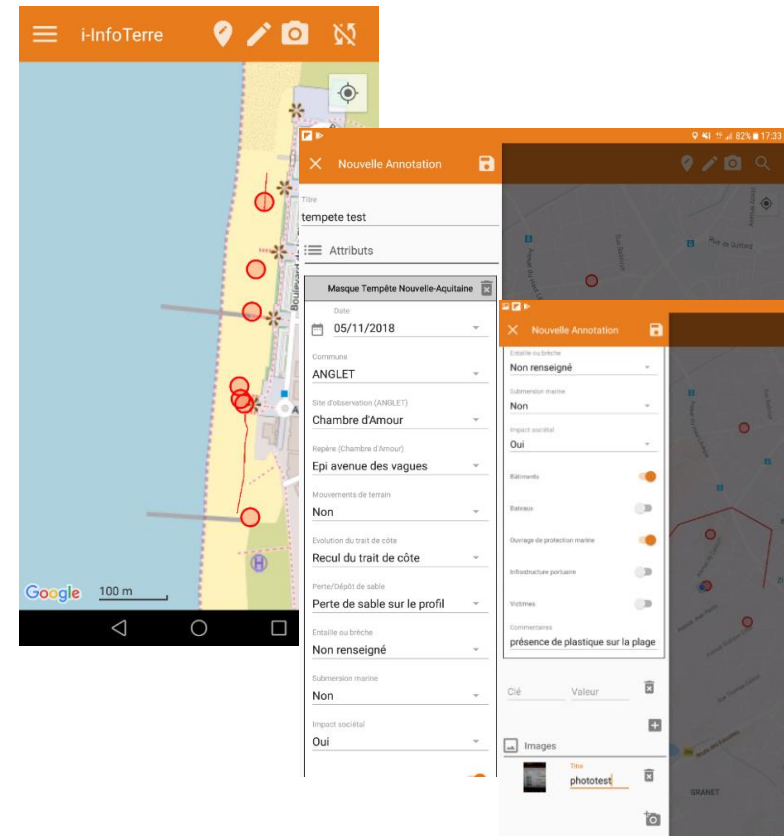 i-InfoTerre
Google
100 m
82% 17:33
Nouvelle Annotation
Titre
tempete test
Attributs
Masque Tempête Nouvelle-Aquitaine
Date
05/11/2018
Commune
ANGLET
Site d'observation (ANGLET)
Chambre d'Amour
Repère (Chambre d'Amour)
Epi avenue des vagues
Mouvements de terrain
Non
Evolution du trait de côte
Recul du trait de côte
Perte/Dépôt de sable
Perte de sable sur le profil
Entaille ou brèche
Non renseigné
Submersion marine
Non
Impact sociétal
Oui
Nouvelle Annotation
Entaille ou brèche
Non renseigné
Submersion marine
Non
Impact sociétal
Oui
Bâtiments
Bateaux
Ouvrage de protection marine
Infrastructure portuaire
Victimes
Commentaires
présence de plastique sur la plage
Clé Valeur
Images
Titre
phototest
GRANET